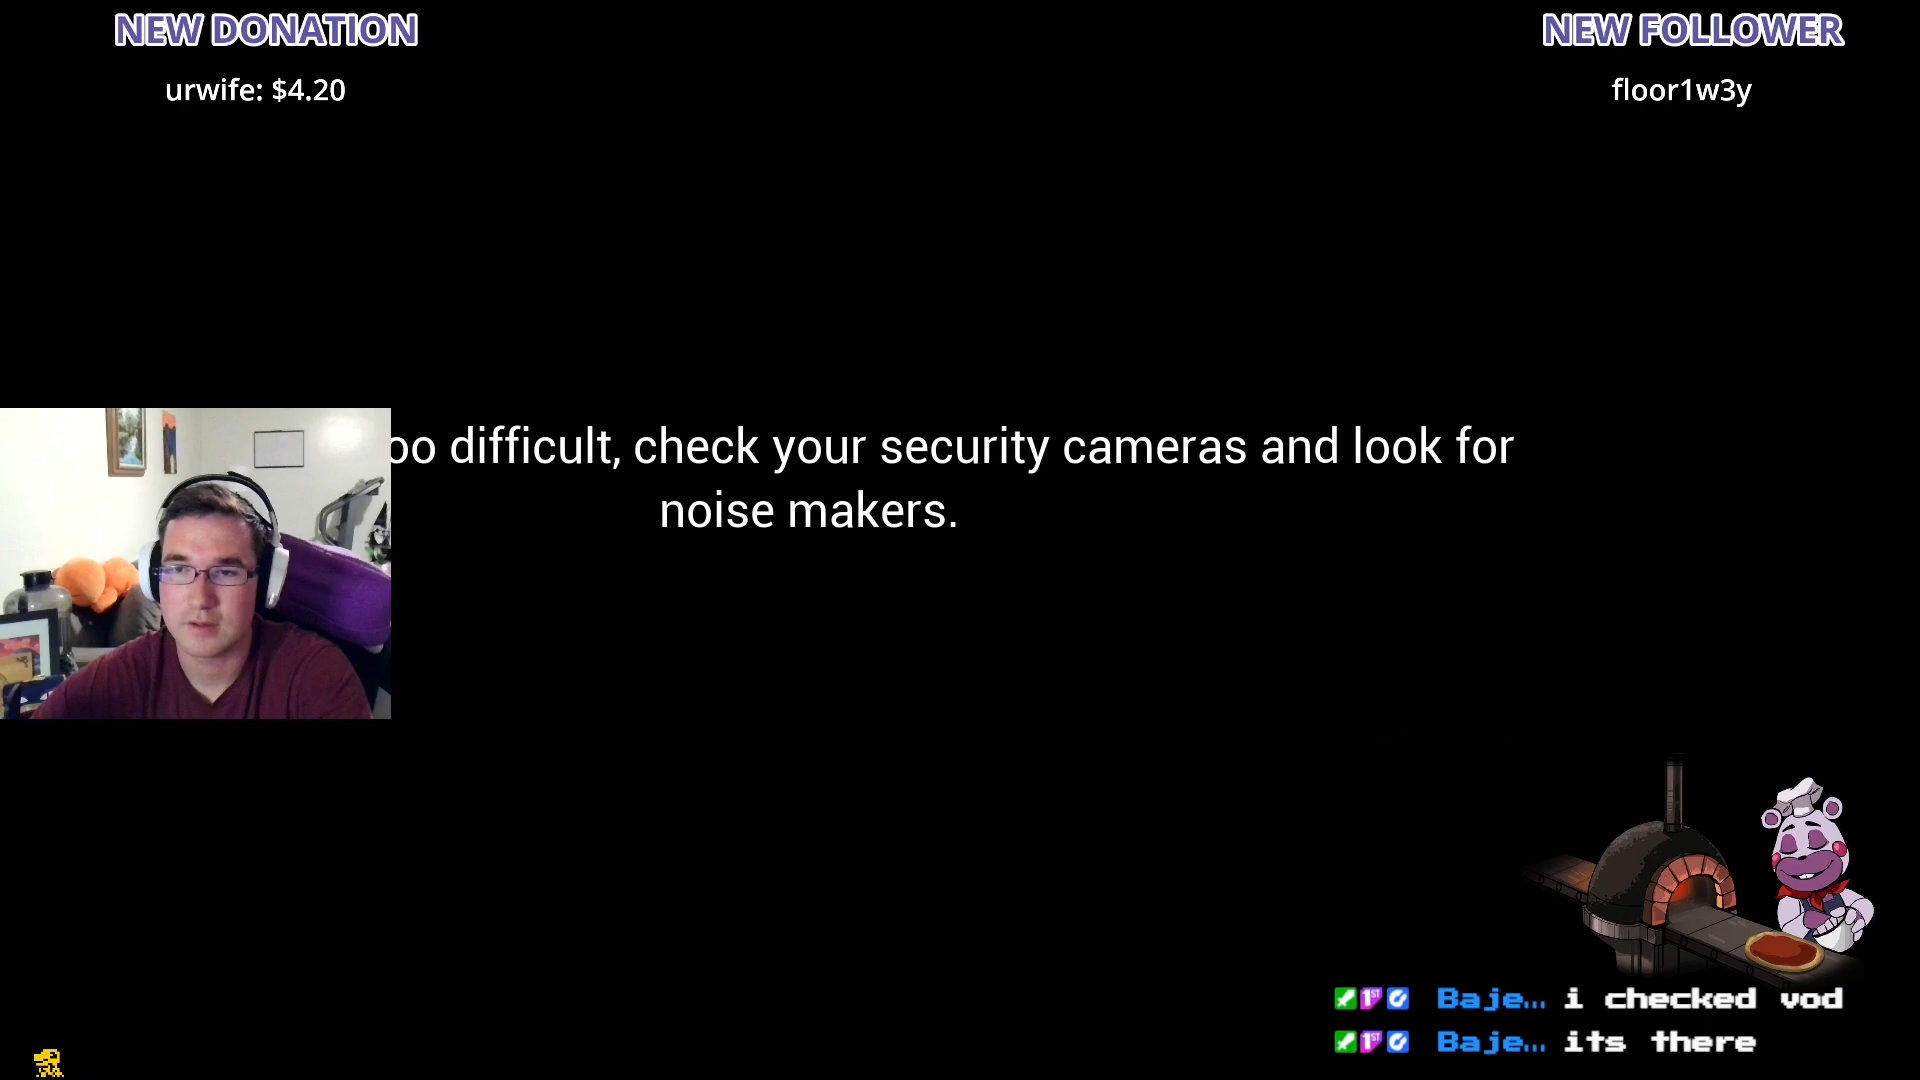 NEW DONATION
urwife: $4.20
NEW FOLLOWER
floor1w3y
difficult, check your security cameras and look for
noise makers.
Baje... i checked vod
Baje... its there